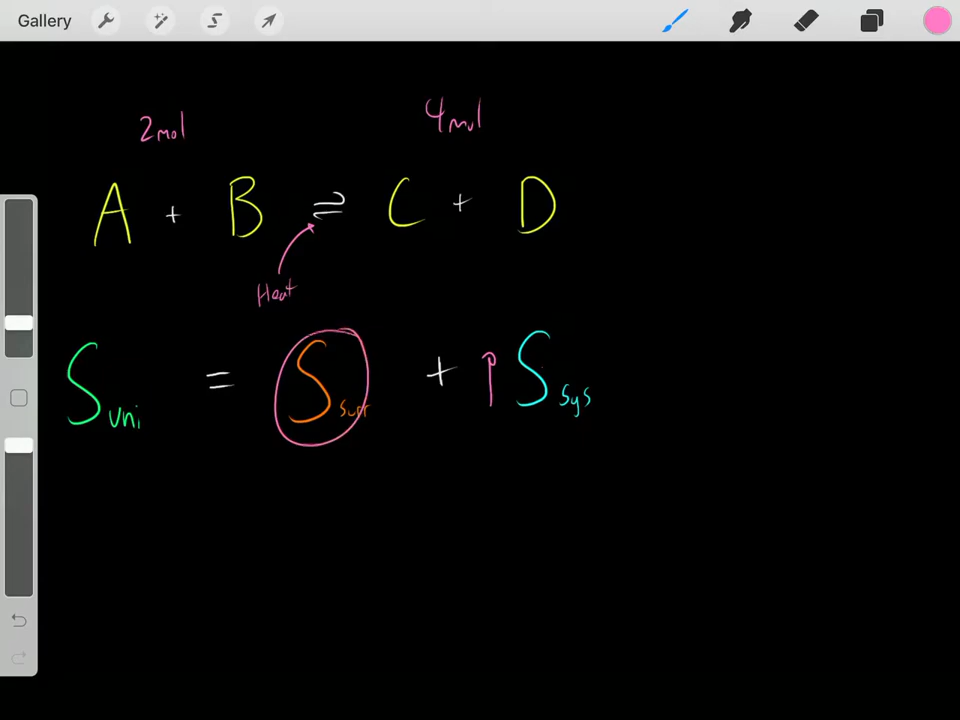 Gallery
2mol 4mol
A + B ⇌ C + D
Heat
S uni = S surr + ↑ S sys